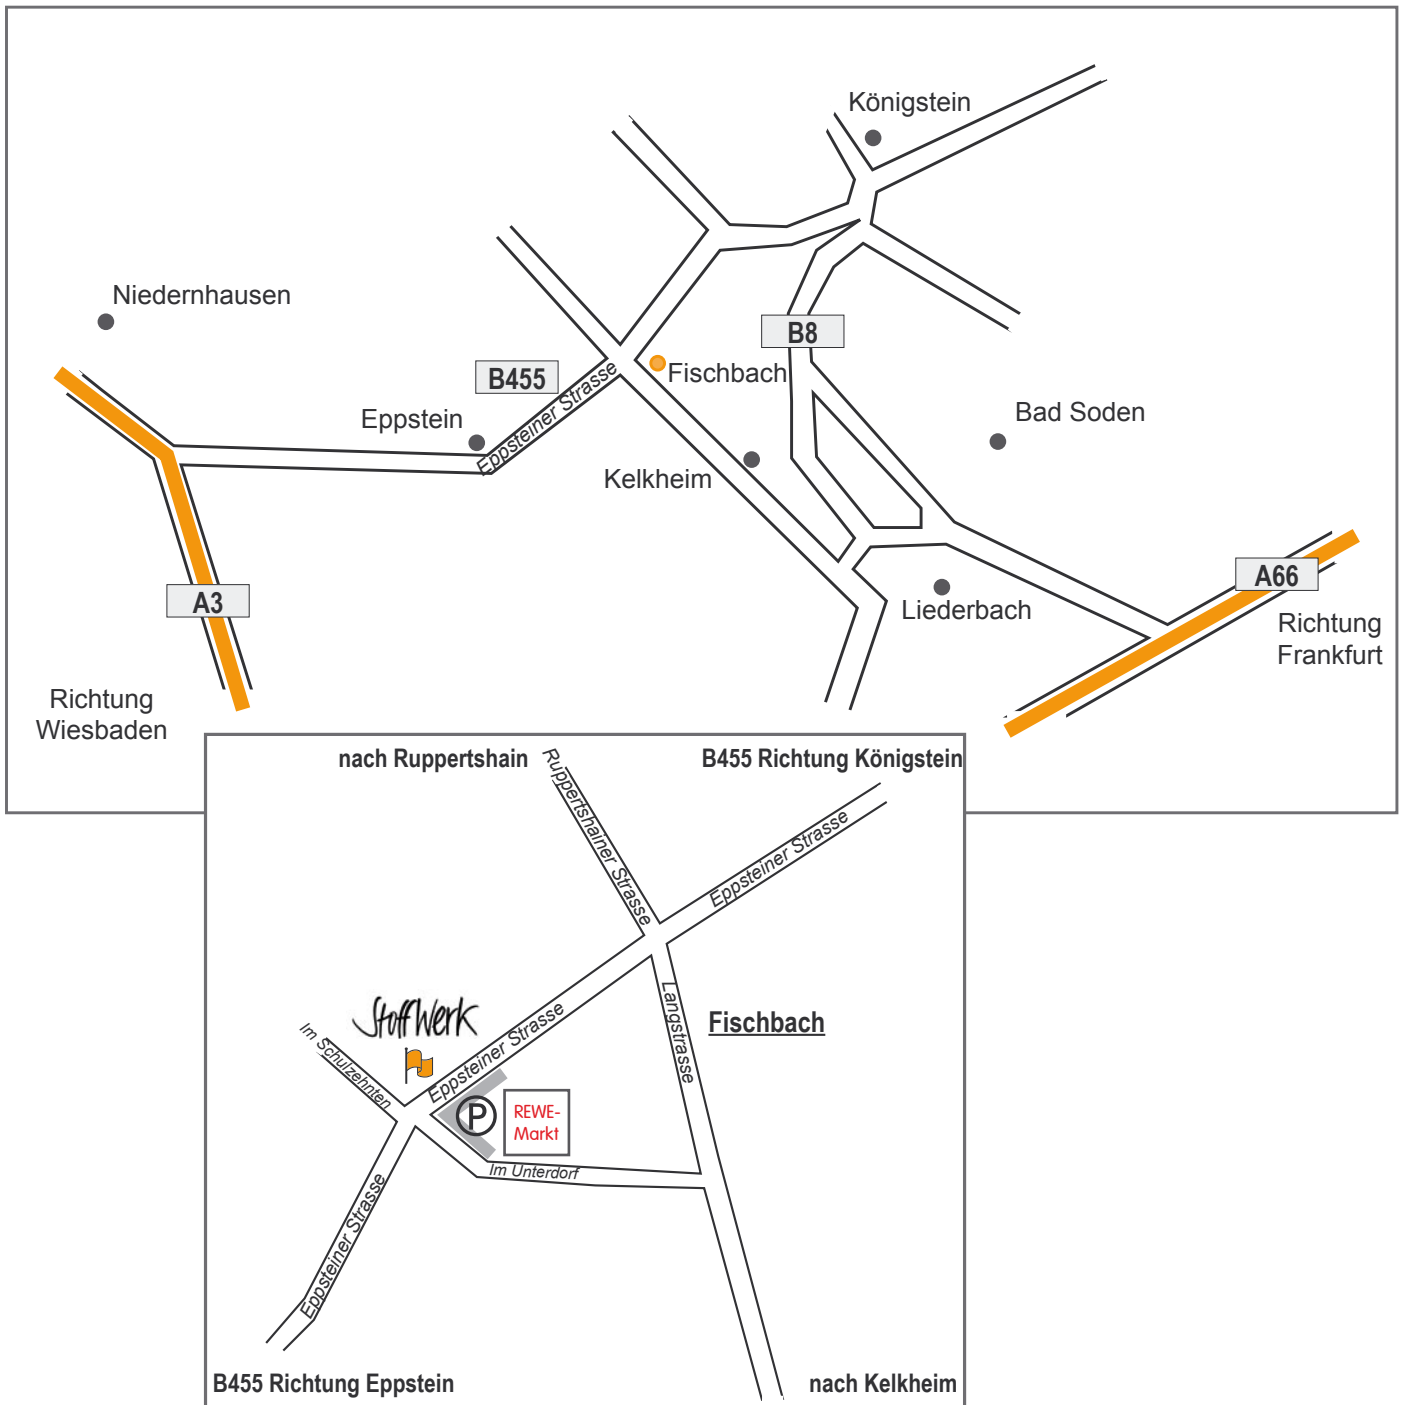 Königstein
Niedernhausen
B8
B455
Fischbach
Eppsteiner Strasse
Eppstein
Bad Soden
Kelkheim
A66
A3
Liederbach
Richtung
Frankfurt
Richtung
Wiesbaden
nach Ruppertshain
B455 Richtung Königstein
Ruppertshainer Strasse
Eppsteiner Strasse
StoffWerk
Langstrasse
Fischbach
Im Schulzehnten
Eppsteiner Strasse
P
REWE-
Markt
Im Unterdorf
Eppsteiner Strasse
B455 Richtung Eppstein
nach Kelkheim